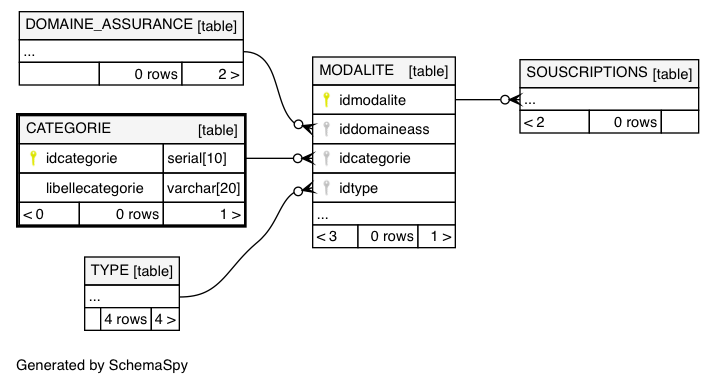 DOMAINE_ASSURANCE [table]
...
0 rows 2 >
CATEGORIE [table]
idcategorie serial[10]
libellecategorie varchar[20]
< 0 0 rows 1 >
TYPE [table]
...
4 rows 4 >
MODALITE [table]
idmodalite
iddomaineass
idcategorie
idtype
...
< 3 0 rows 1 >
SOUSCRIPTIONS [table]
...
< 2 0 rows
Generated by SchemaSpy